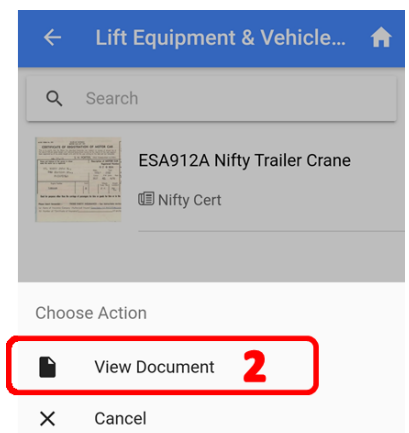 Lift Equipment & Vehicle...
Search
ESA912A Nifty Trailer Crane
Nifty Cert
Choose Action
View Document 2
Cancel